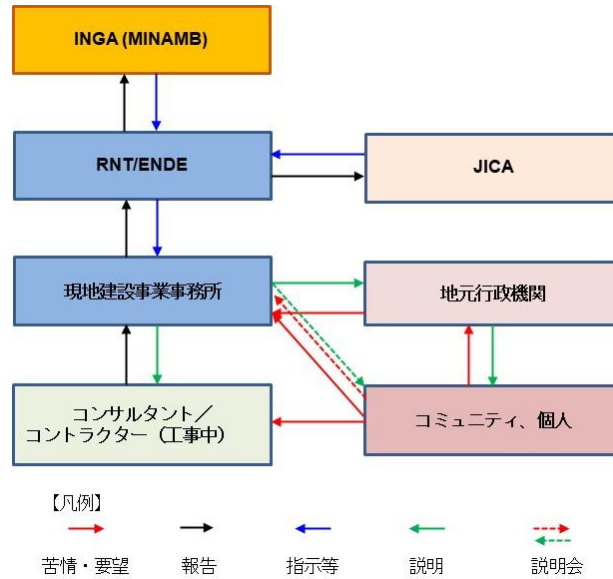 INGA (MINAMB)
RNT/ENDE
JICA
現地建設事業事務所
地元行政機関
コンサルタント／
コントラクター（工事中）
コミュニティ、個人
【凡例】
苦情・要望
報告
指示等
説明
説明会